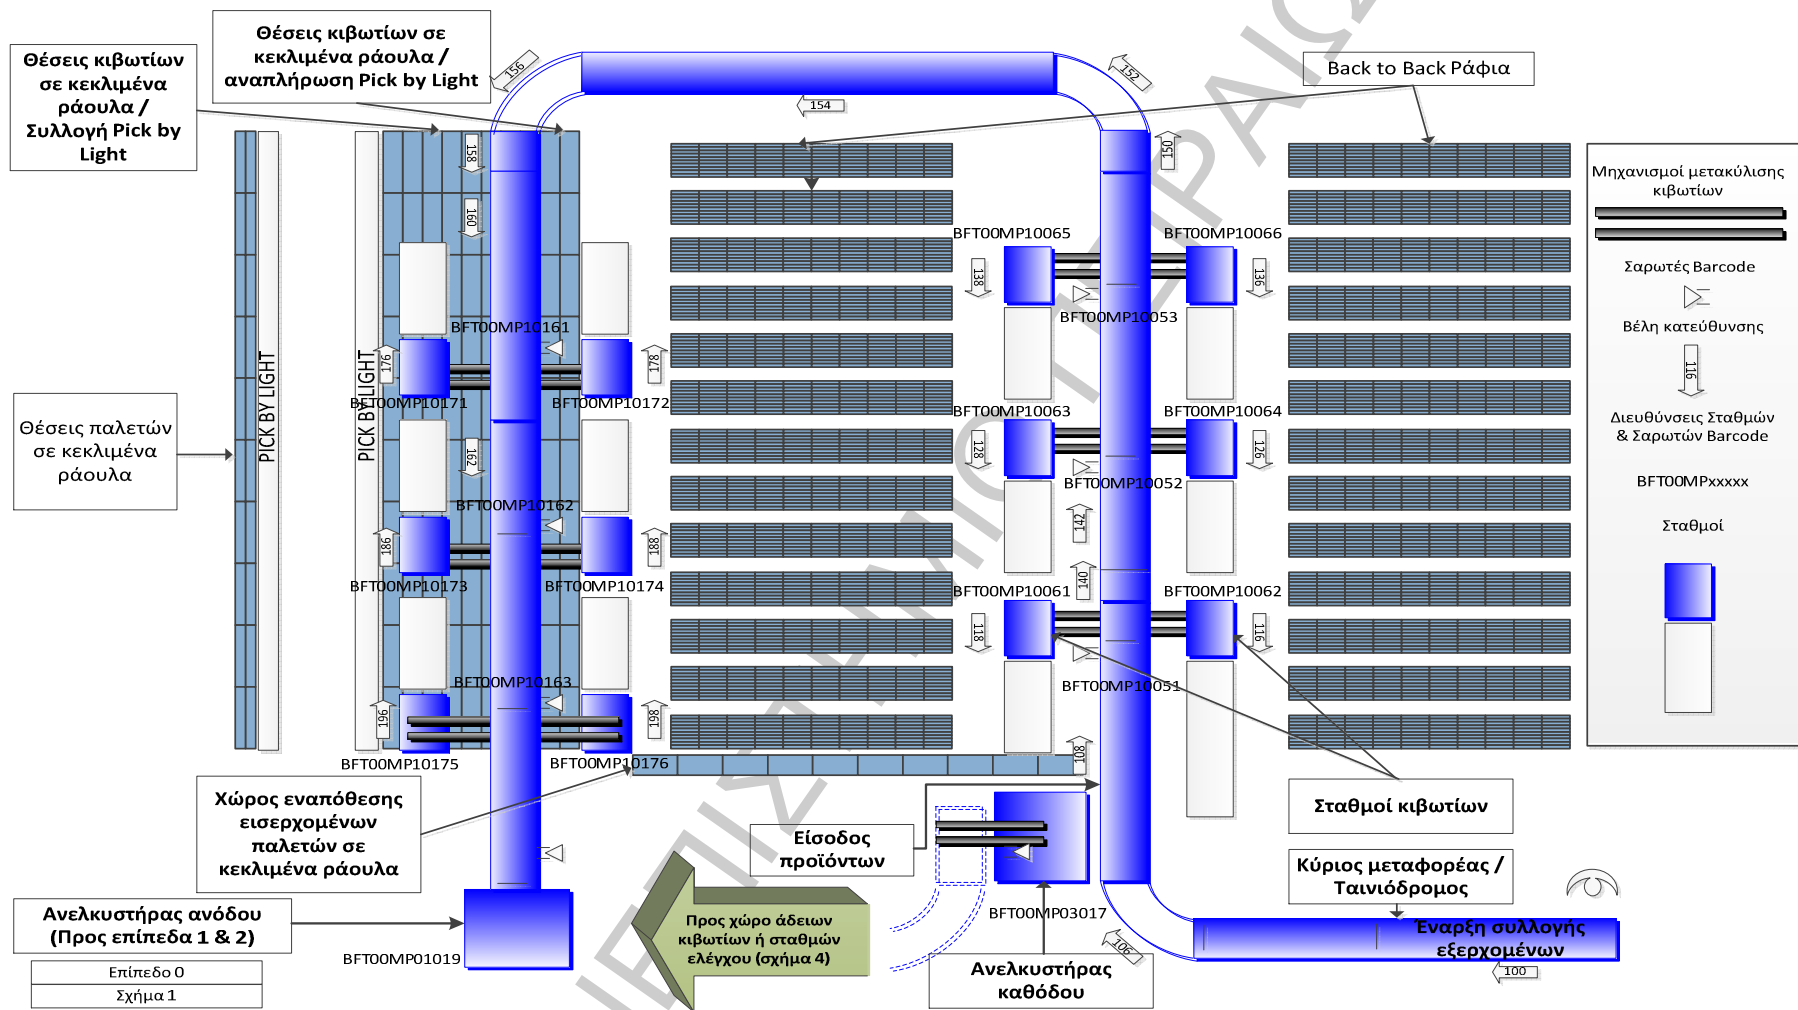 Θέσεις κιβωτίων σε
κεκλιμένα ράουλα /
αναπλήρωση Pick by Light
Θέσεις κιβωτίων
σε κεκλιμένα
ράουλα /
Συλλογή Pick by
Light
Back to Back Ράφια
156
152
154
158
150
160
Μηχανισμοί μετακύλισης
κιβωτίων
Σαρωτές Barcode
Βέλη κατεύθυνσης
116
Διευθύνσεις Σταθμών
& Σαρωτών Barcode
BFT00MPxxxxx
Σταθμοί
BFT00MP10065
BFT00MP10066
138
136
BFT00MP10053
BFT00MP10161
176
178
PICK BY LIGHT
PICK BY LIGHT
BFT00MP10171
BFT00MP10172
BFT00MP10063
BFT00MP10064
Θέσεις παλετών
σε κεκλιμένα
ράουλα
162
128
126
BFT00MP10052
BFT00MP10162
142
186
188
BFT00MP10173
BFT00MP10174
140
BFT00MP10061
BFT00MP10062
118
116
BFT00MP10163
BFT00MP10051
196
198
108
BFT00MP10175
BFT00MP10176
Χώρος εναπόθεσης
εισερχομένων
παλετών σε
κεκλιμένα ράουλα
Είσοδος
προϊόντων
Σταθμοί κιβωτίων
Κύριος μεταφορέας /
Ταινιόδρομος
Ανελκυστήρας ανόδου
(Προς επίπεδα 1 & 2)
BFT00MP01019
Προς χώρο άδειων
κιβωτίων ή σταθμών
ελέγχου (σχήμα 4)
BFT00MP03017
106
Έναρξη συλλογής
εξερχομένων
100
Ανελκυστήρας
καθόδου
Επίπεδο 0
Σχήμα 1